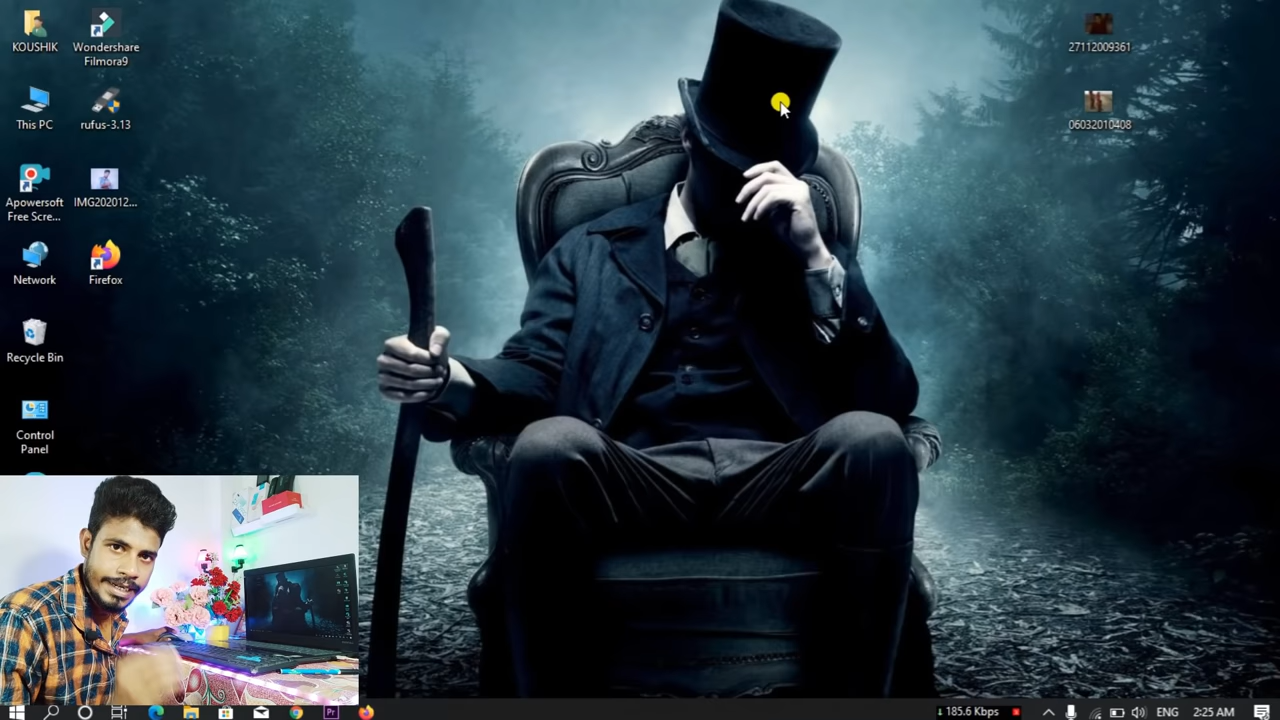 KOUSHIK
Wondershare
Filmora9
This PC
rufus-3.13
Apowersoft
Free Scre...
IMG202012...
Network
Firefox
Recycle Bin
Control
Panel
27112009361
06032010408
Pr
185.6 Kbps
ENG
2:25 AM